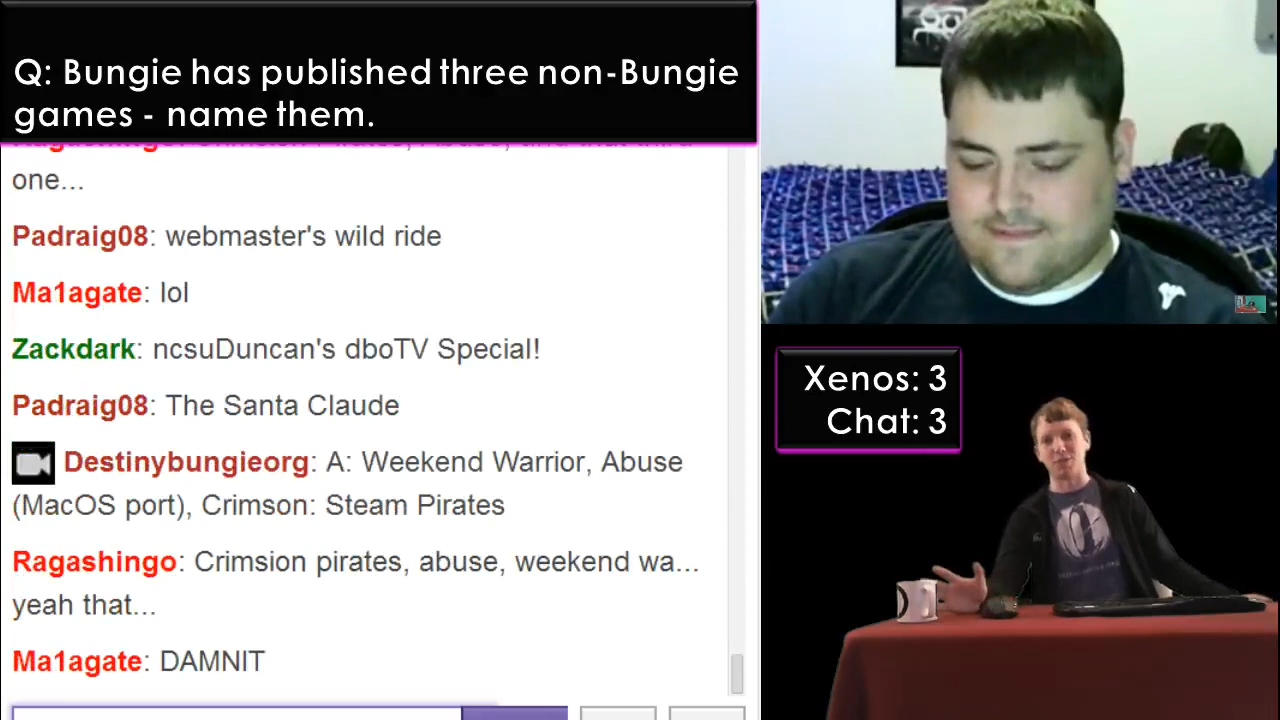 Q: Bungie has published three non-Bungie
games - name them.
one...
Padraig08: webmaster's wild ride
Ma1agate: lol
Zackdark: ncsuDuncan's dboTV Special!
Padraig08: The Santa Claude
Destinybungieorg: A: Weekend Warrior, Abuse
(MacOS port), Crimson: Steam Pirates
Ragashingo: Crimsion pirates, abuse, weekend wa...
yeah that...
Ma1agate: DAMNIT
Xenos: 3
Chat: 3